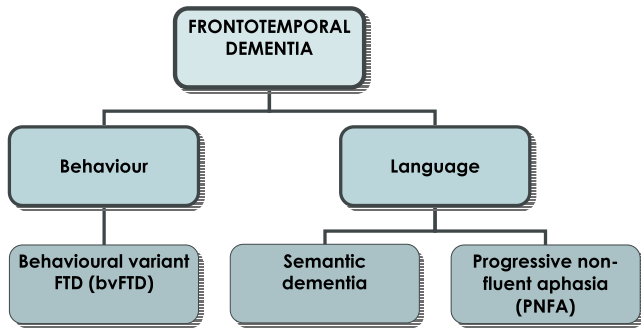 FRONTOTEMPORAL
DEMENTIA
Behaviour
Language
Behavioural variant
FTD (bvFTD)
Semantic
dementia
Progressive non-
fluent aphasia
(PNFA)